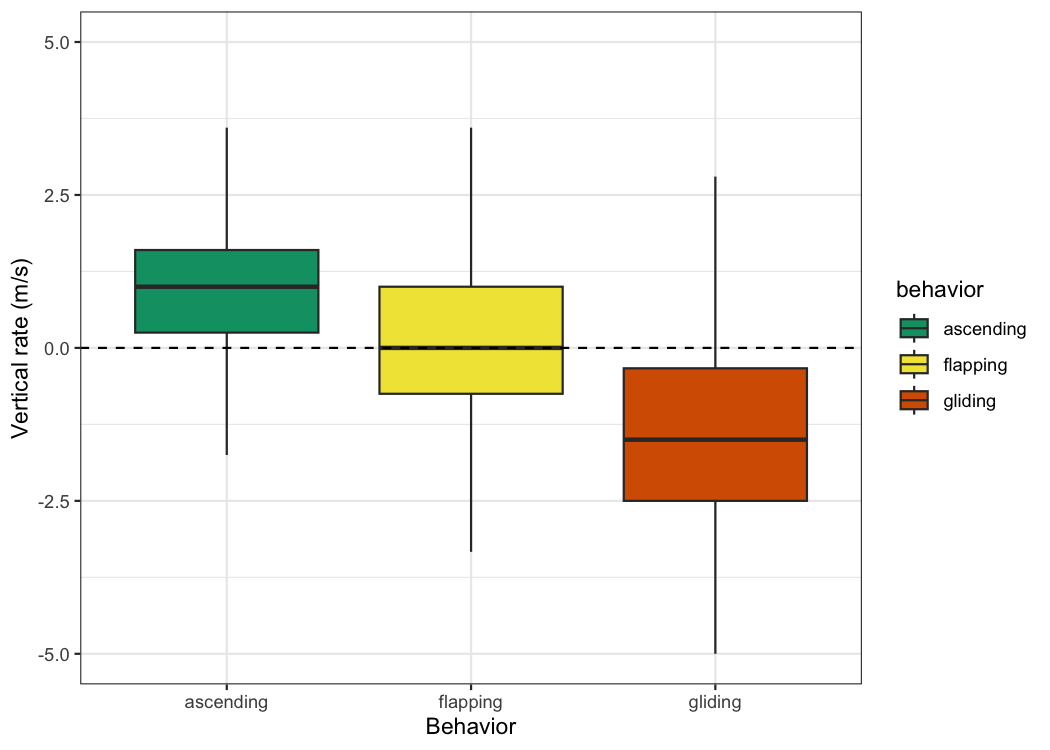 5.0
2.5
0.0
-2.5
-5.0
Vertical rate (m/s)
ascending flapping gliding
Behavior
behavior
ascending
flapping
gliding